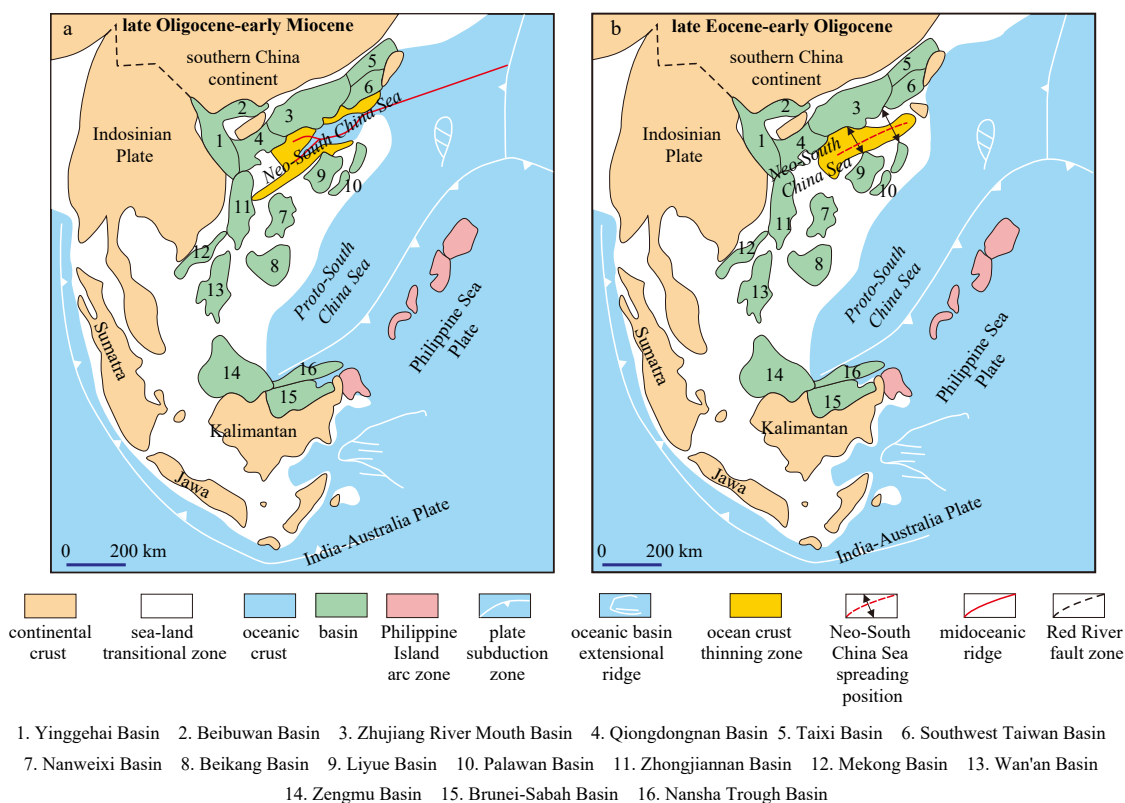 a
late Oligocene-early Miocene
southern China
continent
Indosinian
Plate
1
2
3
4
5
6
Neo-South China Sea
7
8
9
10
11
12
13
14
15
16
Proto-South
China Sea
Philippine Sea
Plate
Sumatra
Kalimantan
Jawa
India-Australia Plate
0 200 km
b
late Eocene-early Oligocene
southern China
continent
Indosinian
Plate
1
2
3
4
5
6
Neo-South
China Sea
7
8
9
10
11
12
13
14
15
16
Proto-South
China Sea
Philippine Sea
Plate
Sumatra
Kalimantan
Jawa
India-Australia Plate
0 200 km
continental
crust
sea-land
transitional zone
oceanic
crust
basin
Philippine
Island
arc zone
plate
subduction
zone
oceanic basin
extensional
ridge
ocean crust
thinning zone
Neo-South
China Sea
spreading
position
midoceanic
ridge
Red River
fault zone
1. Yinggehai Basin 2. Beibuwan Basin 3. Zhujiang River Mouth Basin 4. Qiongdongnan Basin 5. Taixi Basin 6. Southwest Taiwan Basin
7. Nanweixi Basin 8. Beikang Basin 9. Liyue Basin 10. Palawan Basin 11. Zhongjiannan Basin 12. Mekong Basin 13. Wan'an Basin
14. Zengmu Basin 15. Brunei-Sabah Basin 16. Nansha Trough Basin